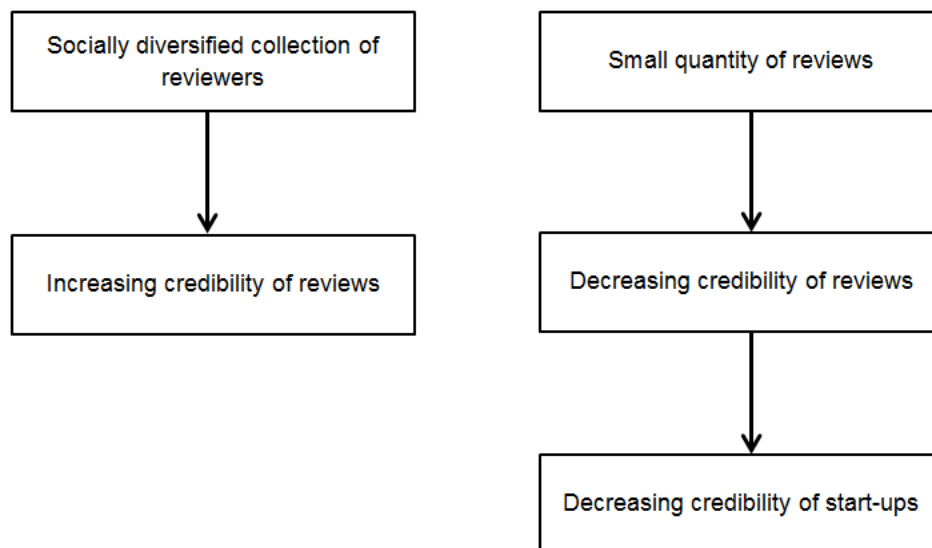 Socially diversified collection of
reviewers
Small quantity of reviews
Increasing credibility of reviews
Decreasing credibility of reviews
Decreasing credibility of start-ups